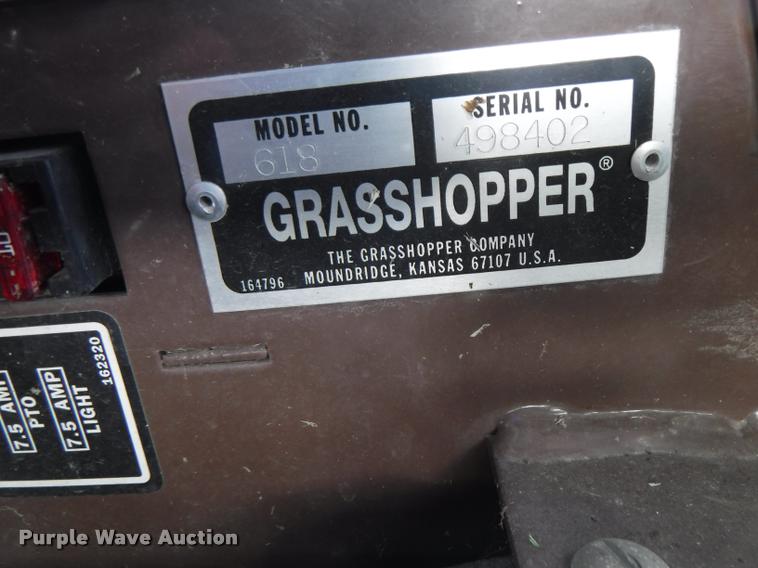 MODEL NO.
618
SERIAL NO.
498402
GRASSHOPPER®
THE GRASSHOPPER COMPANY
MOUNDRIDGE, KANSAS 67107 U.S.A.
164796
10
7.5 AMP
PTO
7.5 AMP
LIGHT
162320
Purple Wave Auction